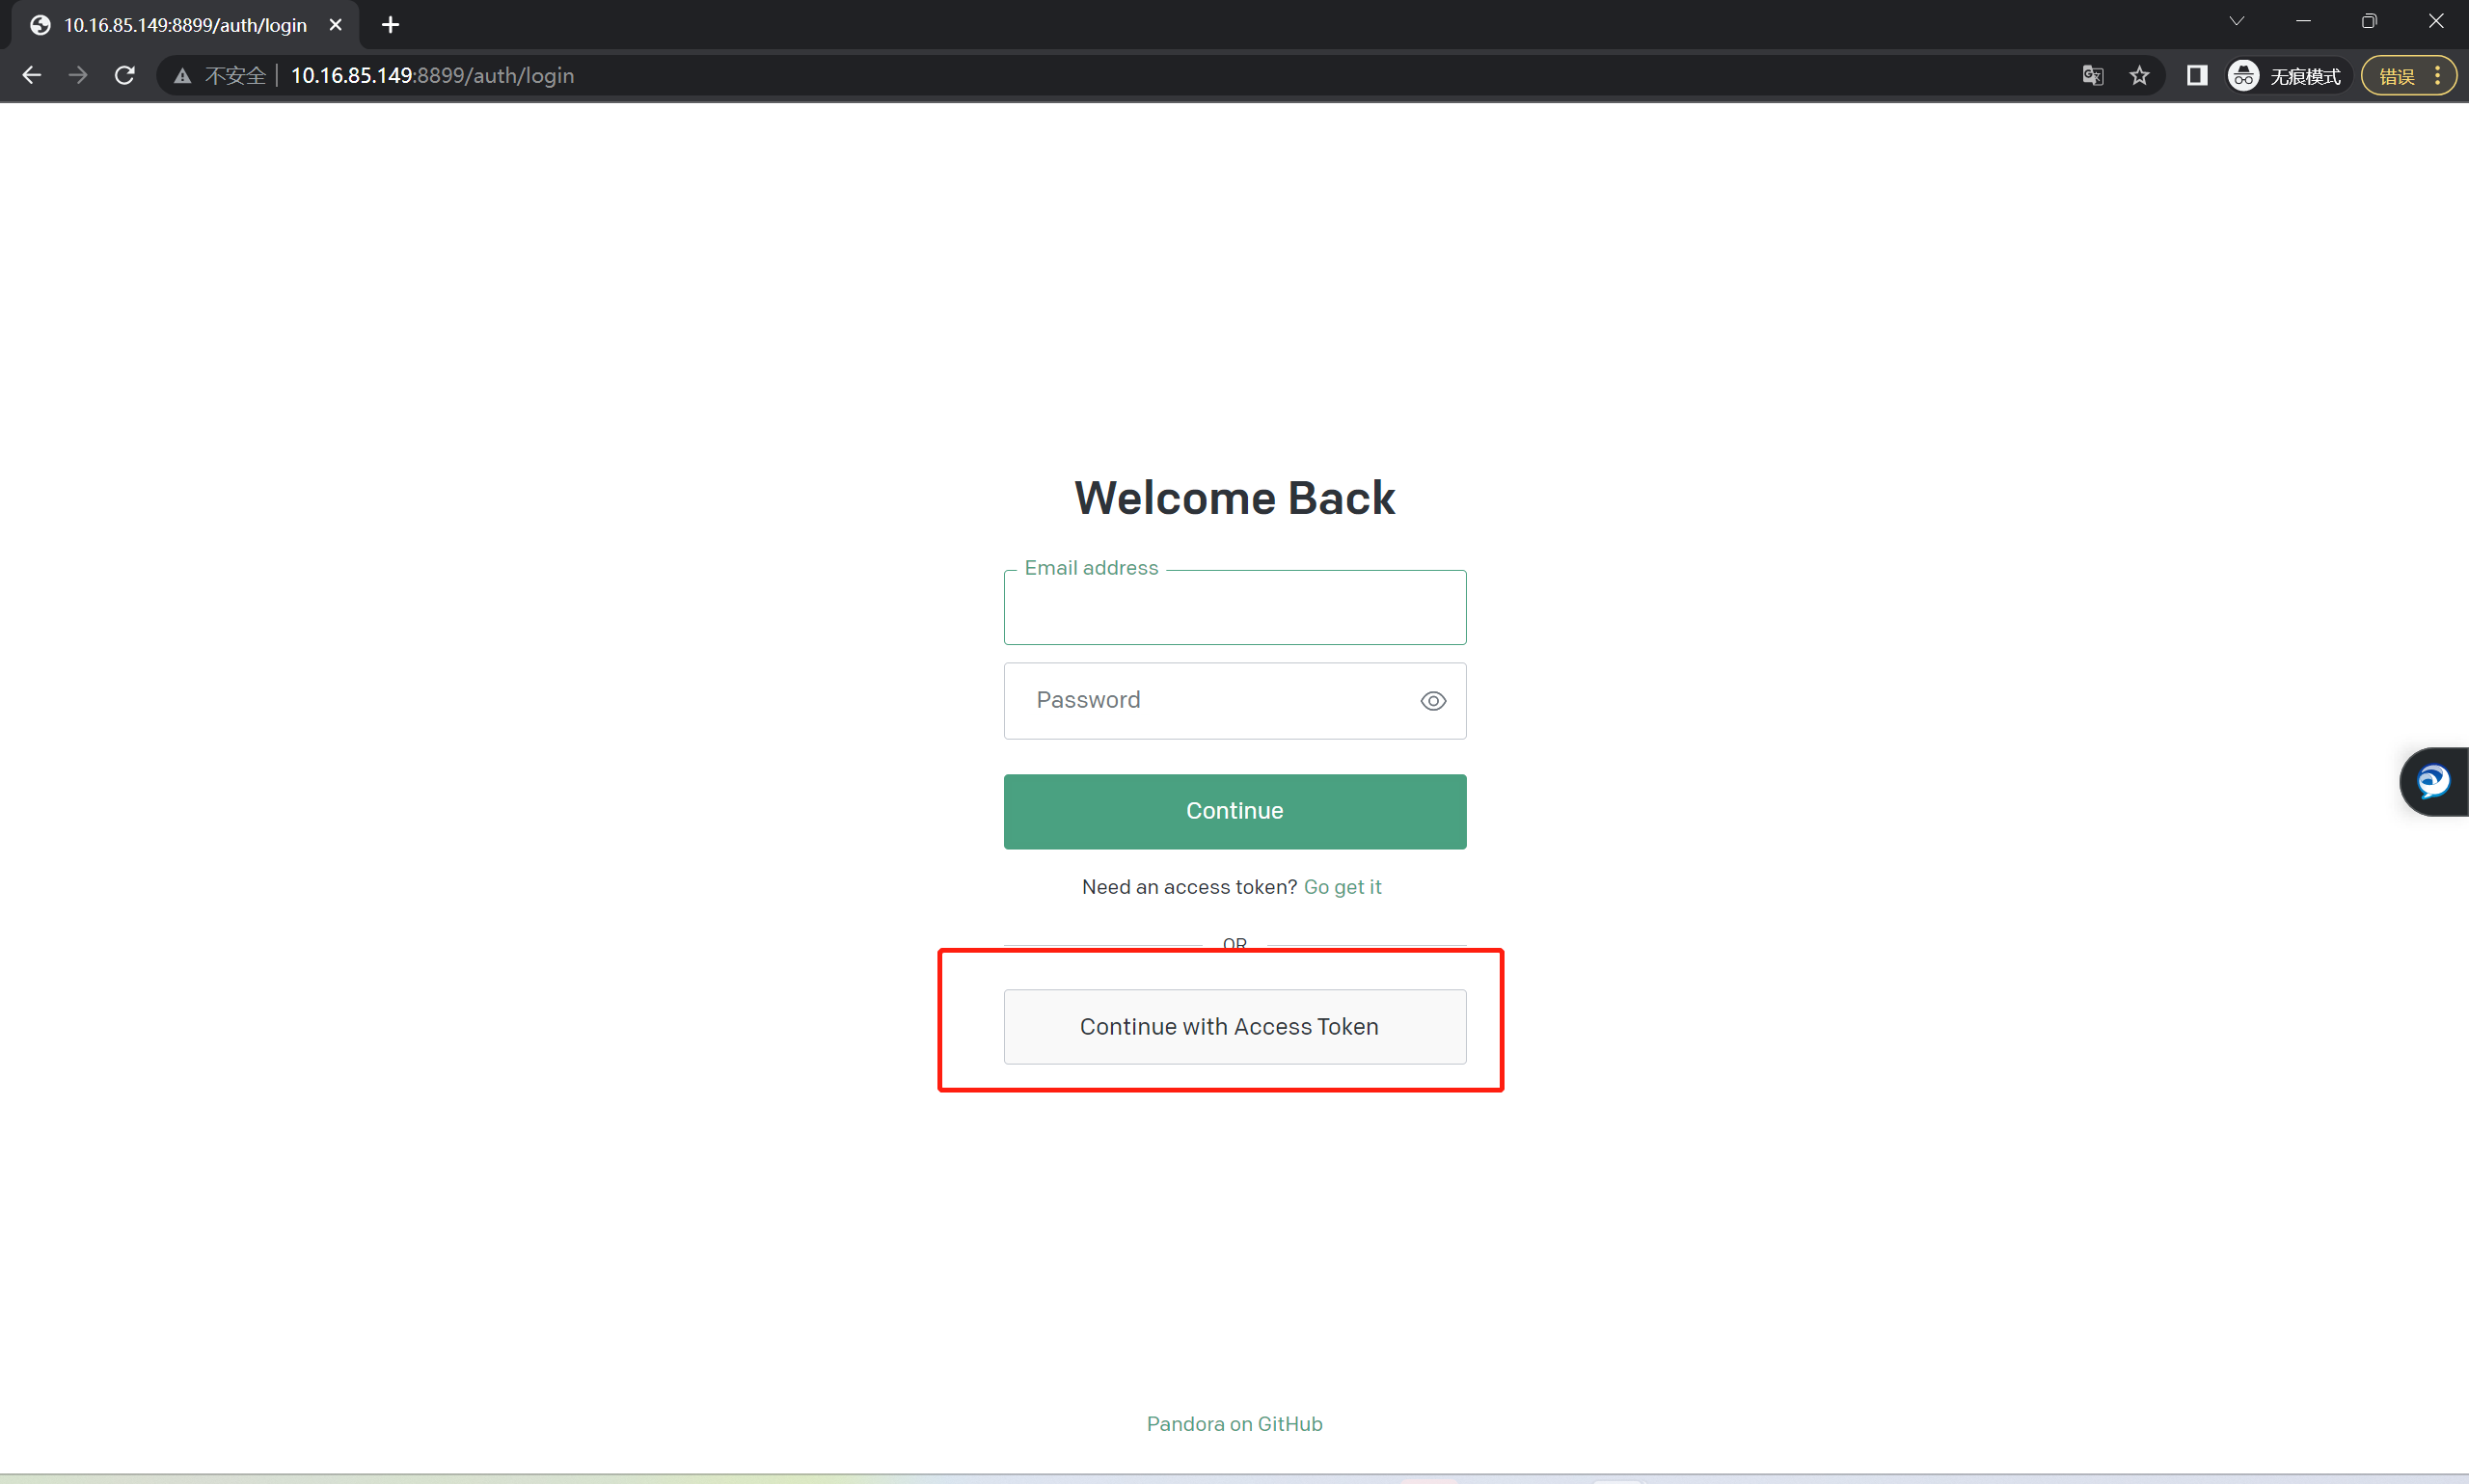 10.16.85.149:8899/auth/login
不安全
10.16.85.149:8899/auth/login
无痕模式
错误
Welcome Back
Email address
Password
Continue
Need an access token? Go get it
OR
Continue with Access Token
Pandora on GitHub